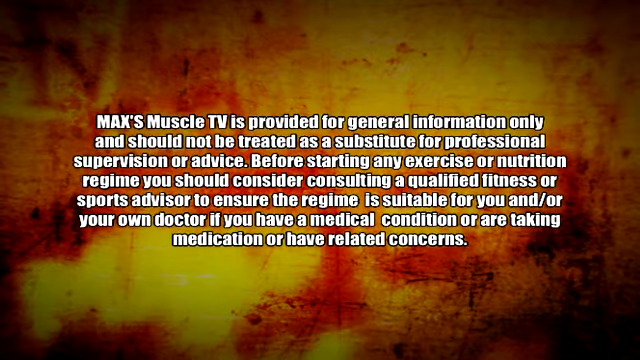 MAX'S Muscle TV is provided for general information only
and should not be treated as a substitute for professional
supervision or advice. Before starting any exercise or nutrition
regime you should consider consulting a qualified fitness or
sports advisor to ensure the regime  is suitable for you and/or
your own doctor if you have a medical  condition or are taking
medication or have related concerns.